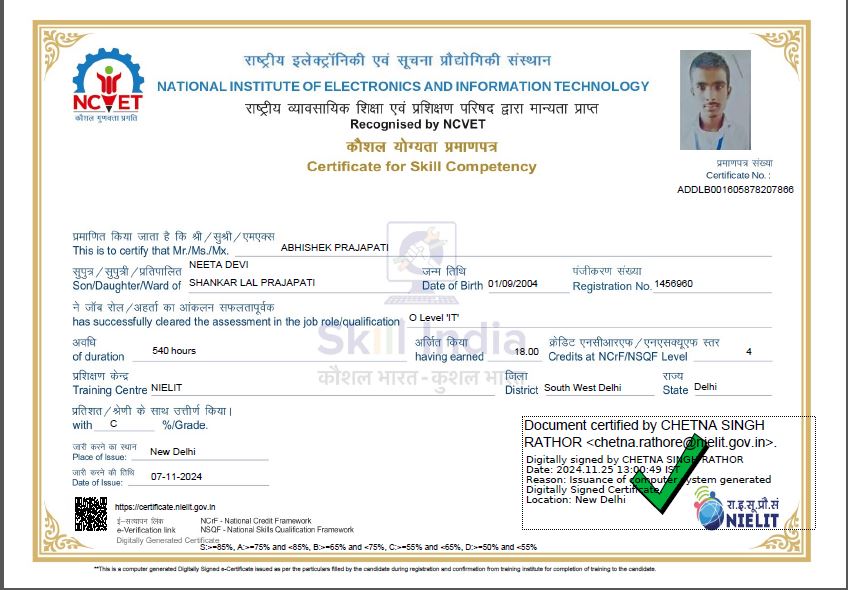 राष्ट्रीय इलेक्ट्रॉनिकी एवं सूचना प्रौद्योगिकी संस्थान
NATIONAL INSTITUTE OF ELECTRONICS AND INFORMATION TECHNOLOGY
राष्ट्रीय व्यावसायिक शिक्षा एवं प्रशिक्षण परिषद द्वारा मान्यता प्राप्त
Recognised by NCVET
NCVET
कौशल गुणवत्ता प्रगति
कौशल योग्यता प्रमाणपत्र
Certificate for Skill Competency
प्रमाणपत्र संख्या
Certificate No. :
ADDLB001605878207866
प्रमाणित किया जाता है कि श्री/सुश्री/एमएक्स
This is to certify that Mr./Ms./Mx. ABHISHEK PRAJAPATI
सुपुत्र/सुपुत्री/प्रतिपालित NEETA DEVI जन्म तिथि पंजीकरण संख्या
Son/Daughter/Ward of SHANKAR LAL PRAJAPATI Date of Birth 01/09/2004 Registration No. 1456960
ने जॉब रोल/अहर्ता का आंकलन सफलतापूर्वक
has successfully cleared the assessment in the job role/qualification O Level 'IT'
Skill India
कौशल भारत-कुशल भारत
अवधि अर्जित किया क्रेडिट एनसीआरएफ/एनएसक्यूएफ स्तर
of duration 540 hours having earned 18.00 Credits at NCrF/NSQF Level 4
प्रशिक्षण केन्द्र जिला राज्य
Training Centre NIELIT District South West Delhi State Delhi
प्रतिशत/श्रेणी के साथ उत्तीर्ण किया।
with C %/Grade.
जारी करने का स्थान
Place of Issue: New Delhi
जारी करने की तिथि
Date of Issue: 07-11-2024
Document certified by CHETNA SINGH
RATHOR <chetna.rathore@nielit.gov.in>.
Digitally signed by CHETNA SINGH RATHOR
Date: 2024.11.25 13:00:49 IST
Reason: Issuance of computer system generated
Digitally Signed Certificate
Location: New Delhi
रा.इ.सू.प्रौ.सं
NIELIT
https://certificate.nielit.gov.in
ई-सत्यापन लिंक NCrF - National Credit Framework
e-Verification link NSQF - National Skills Qualification Framework
Digitally Generated Certificate
S:>=85%, A:>=75% and <85%, B:>=65% and <75%, C:>=55% and <65%, D:>=50% and <55%
**This is a computer generated Digitally Signed e-Certificate issued as per the particulars filled by the candidate during registration and confirmation from training institute for completion of training to the candidate.